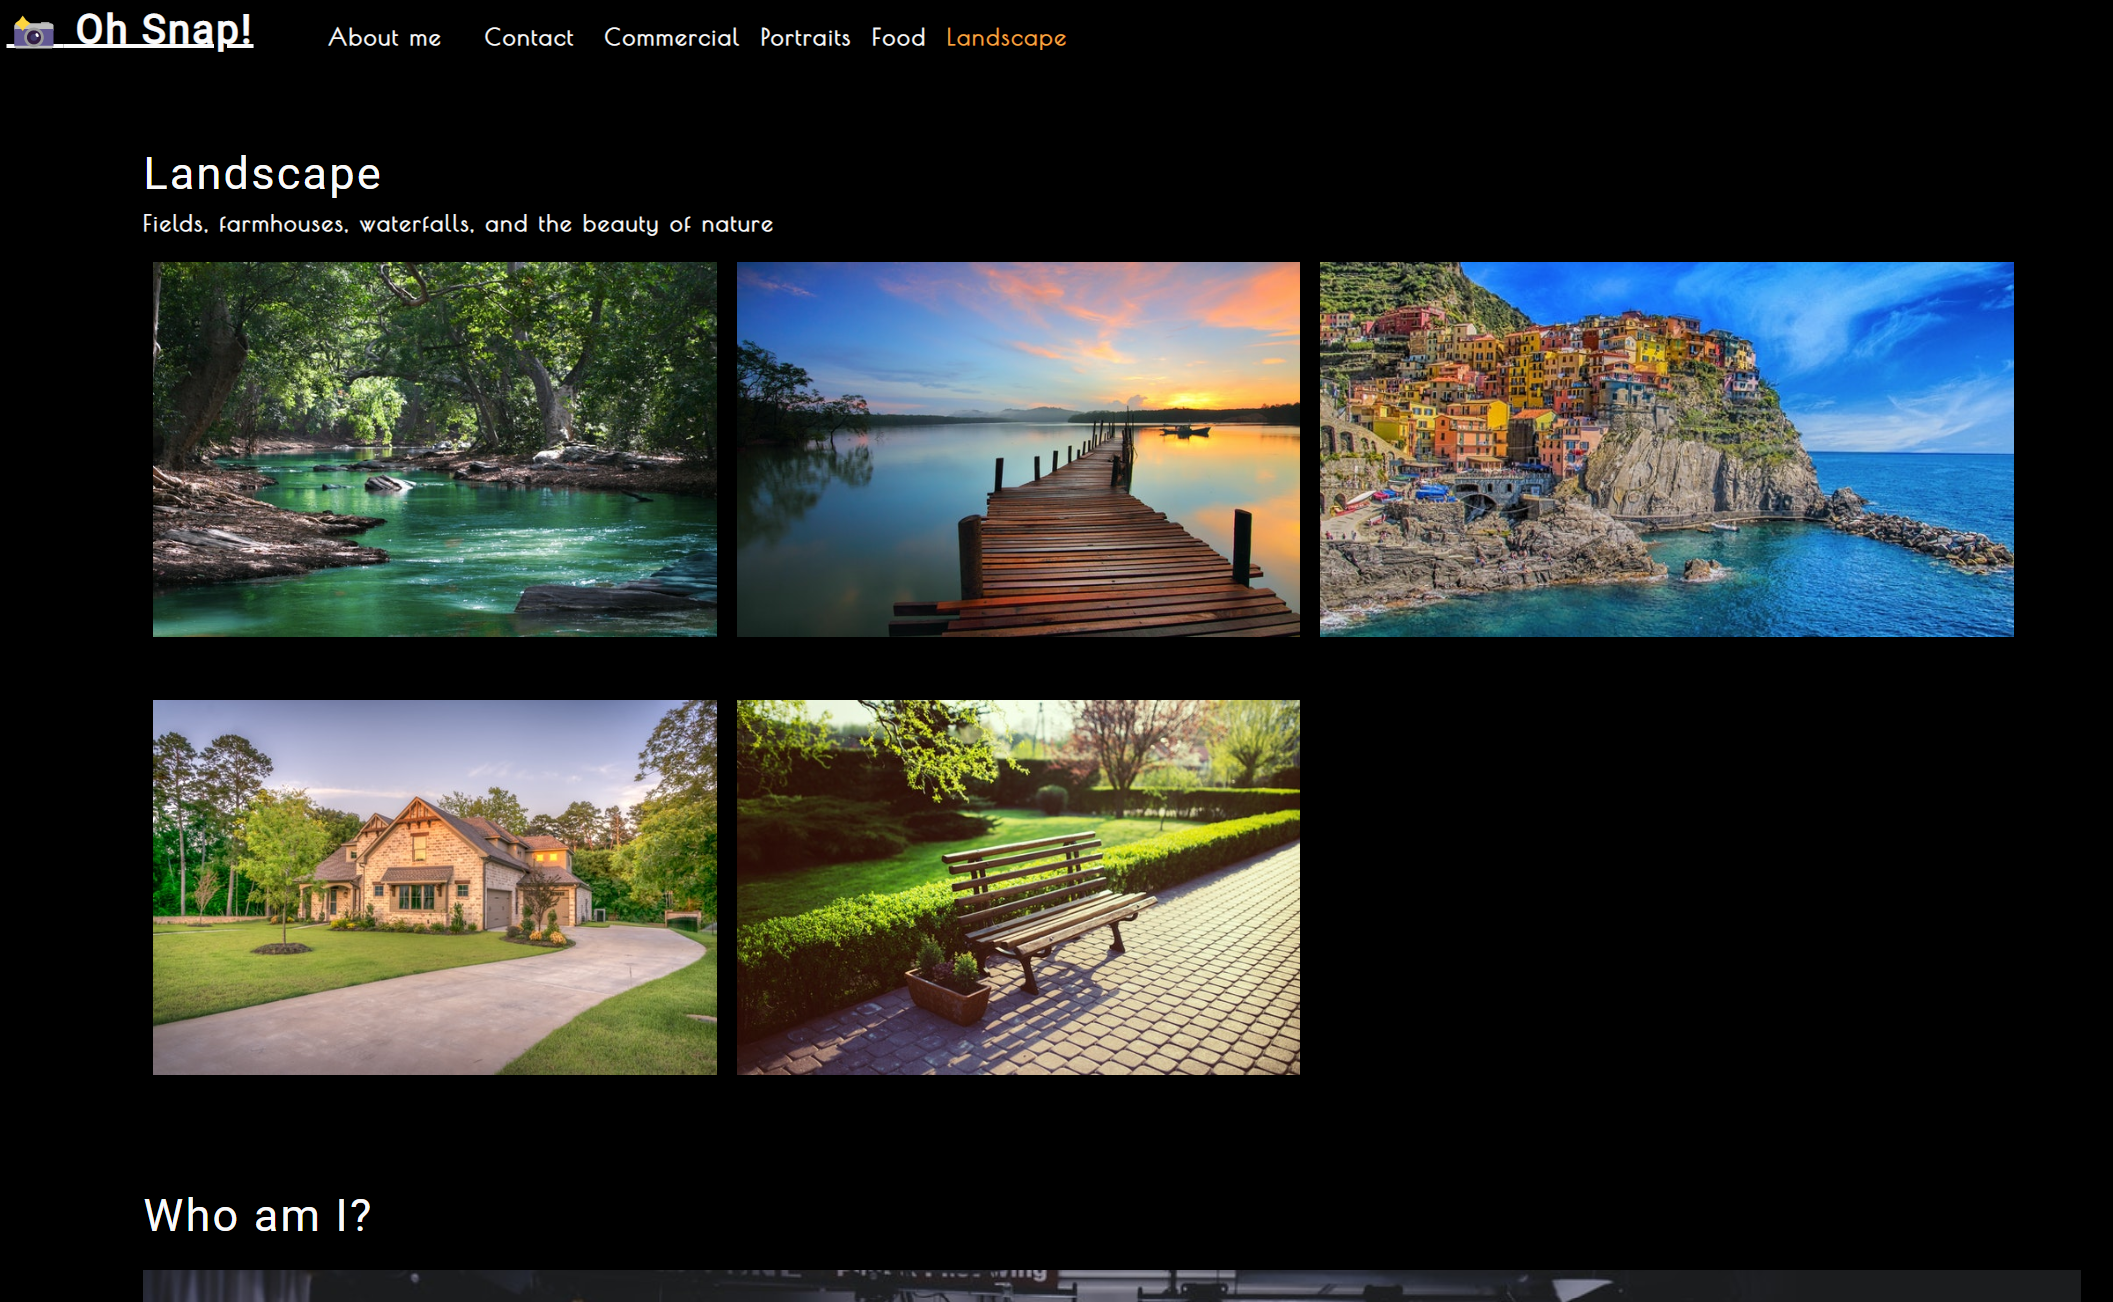 📸 Oh Snap!
About me Contact Commercial Portraits Food Landscape
Landscape
Fields, farmhouses, waterfalls, and the beauty of nature
Who am I?